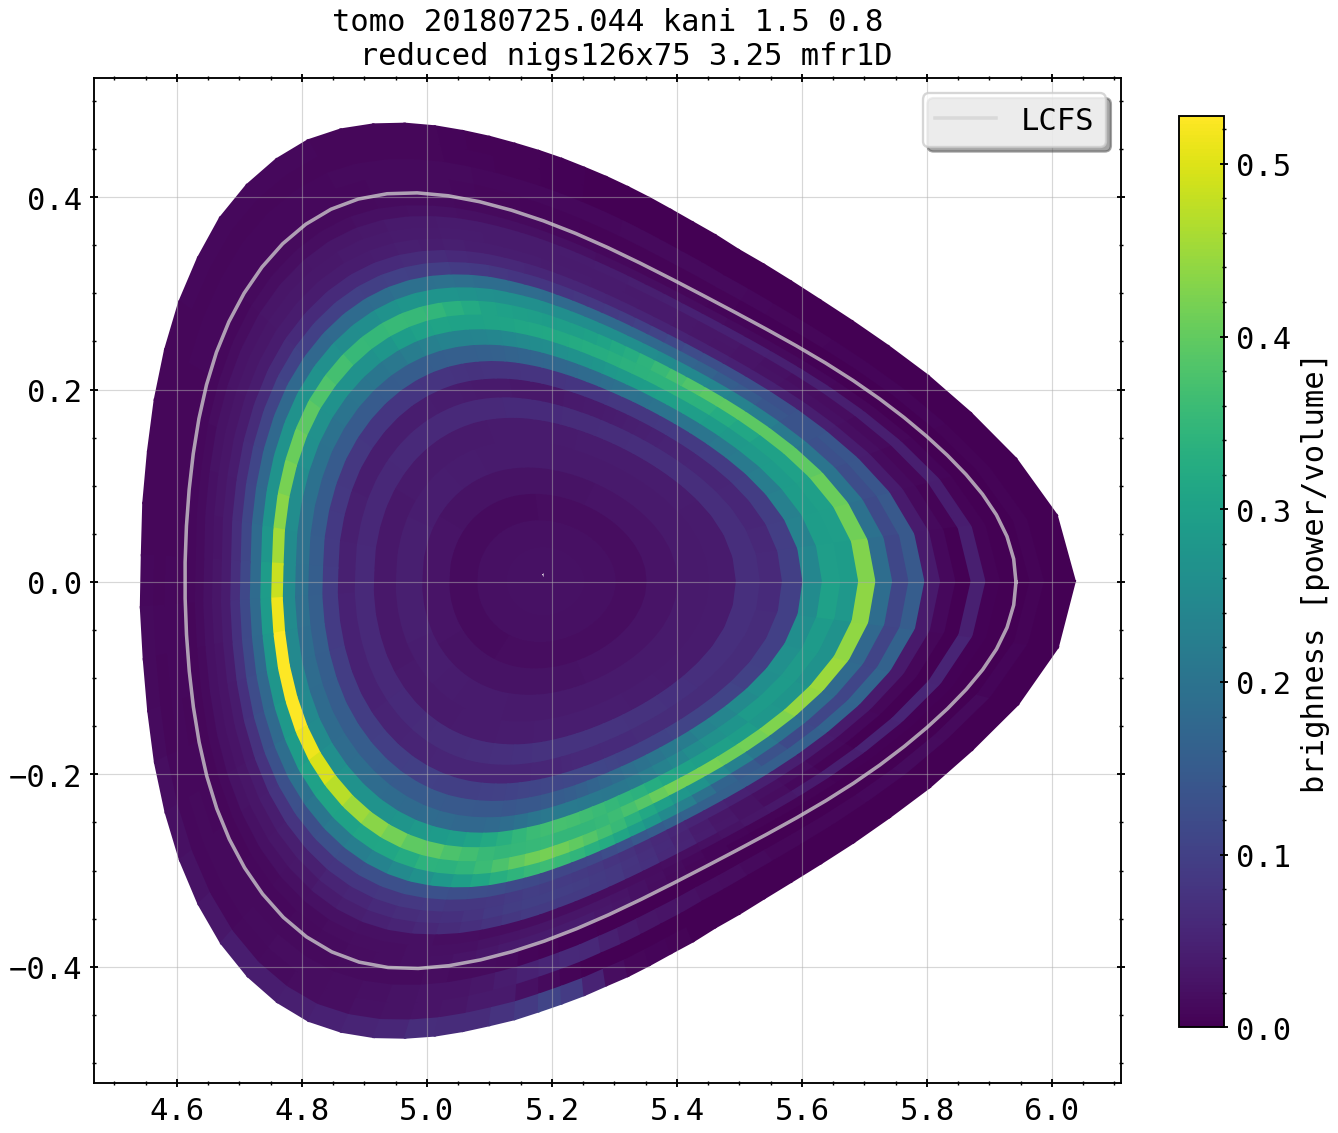 tomo 20180725.044 kani 1.5 0.8
reduced nigs126x75 3.25 mfr1D
LCFS
0.4
0.2
0.0
−0.2
−0.4
4.6 4.8 5.0 5.2 5.4 5.6 5.8 6.0
0.5
0.4
0.3
0.2
0.1
0.0
brighness [power/volume]